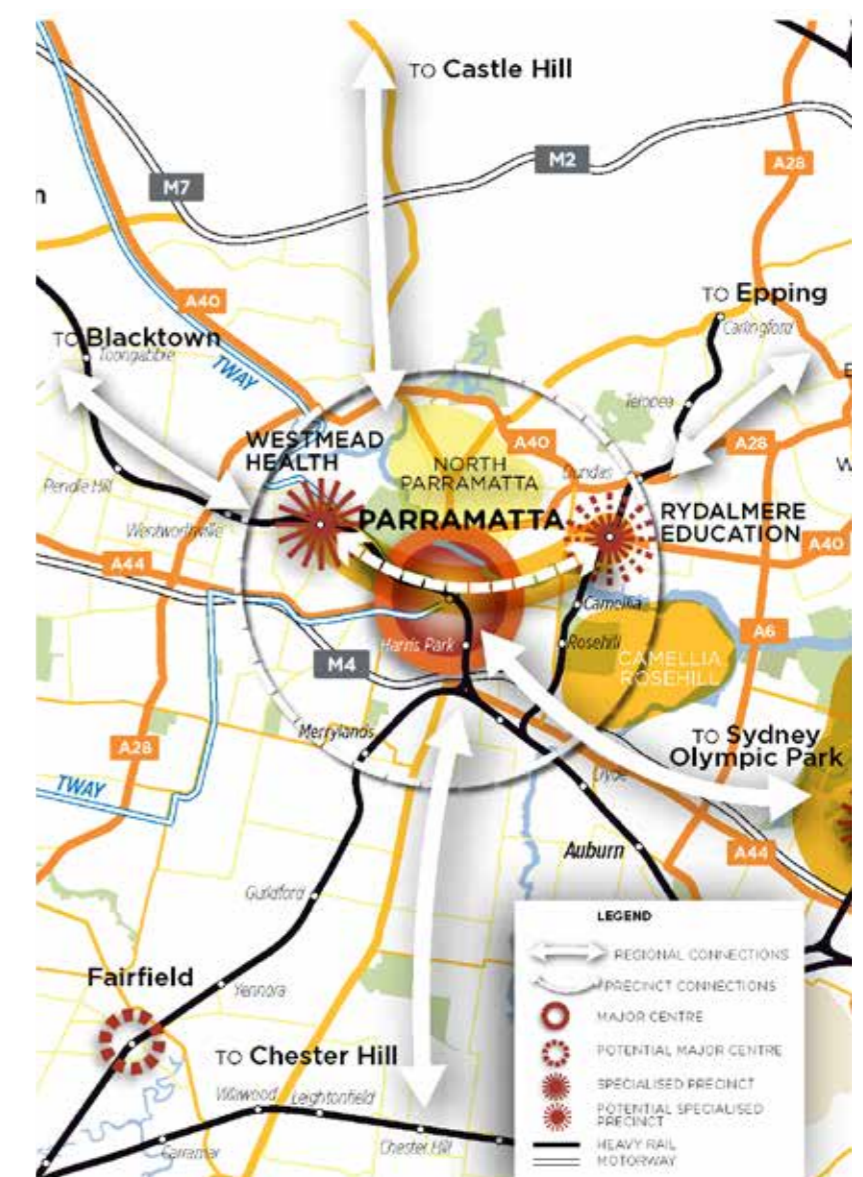 TO Castle Hill
M2
A28
M7
n
A40
TO Epping
Carlingford
TO Blacktown
Toongabbie
TWAY
E
Telopea
WESTMEAD
HEALTH
A40
A28
NORTH
PARRAMATTA
Dundas
W
Pendle Hill
PARRAMATTA
RYDALMERE
EDUCATION
Wentworthville
A40
A44
Camellia
A6
Harris Park
Rosehill
CAMELLIA
ROSEHILL
M4
Merrylands
TO Sydney
Olympic Park
A28
TWAY
Clyde
Auburn
A44
Guildford
LEGEND
REGIONAL CONNECTIONS
Fairfield
Yennora
PRECINCT CONNECTIONS
MAJOR CENTRE
TO Chester Hill
POTENTIAL MAJOR CENTRE
Villawood
Leightonfield
SPECIALISED PRECINCT
POTENTIAL SPECIALISED
PRECINCT
Carramar
Chester Hill
HEAVY RAIL
MOTORWAY